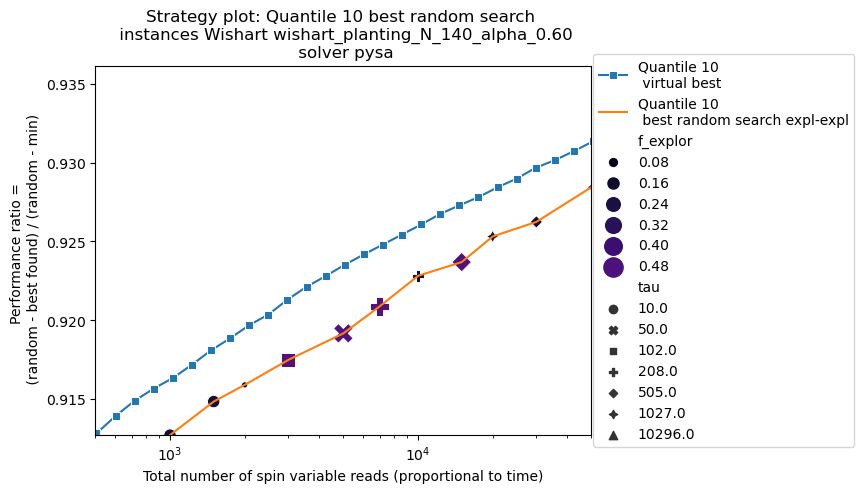 Strategy plot: Quantile 10 best random search
instances Wishart wishart_planting_N_140_alpha_0.60
solver pysa
Performance ratio =
(random - best found) / (random - min)
0.935
0.930
0.925
0.920
0.915
10³
10⁴
Total number of spin variable reads (proportional to time)
Quantile 10
virtual best
Quantile 10
best random search expl-expl
f_explor
0.08
0.16
0.24
0.32
0.40
0.48
tau
10.0
50.0
102.0
208.0
505.0
1027.0
10296.0